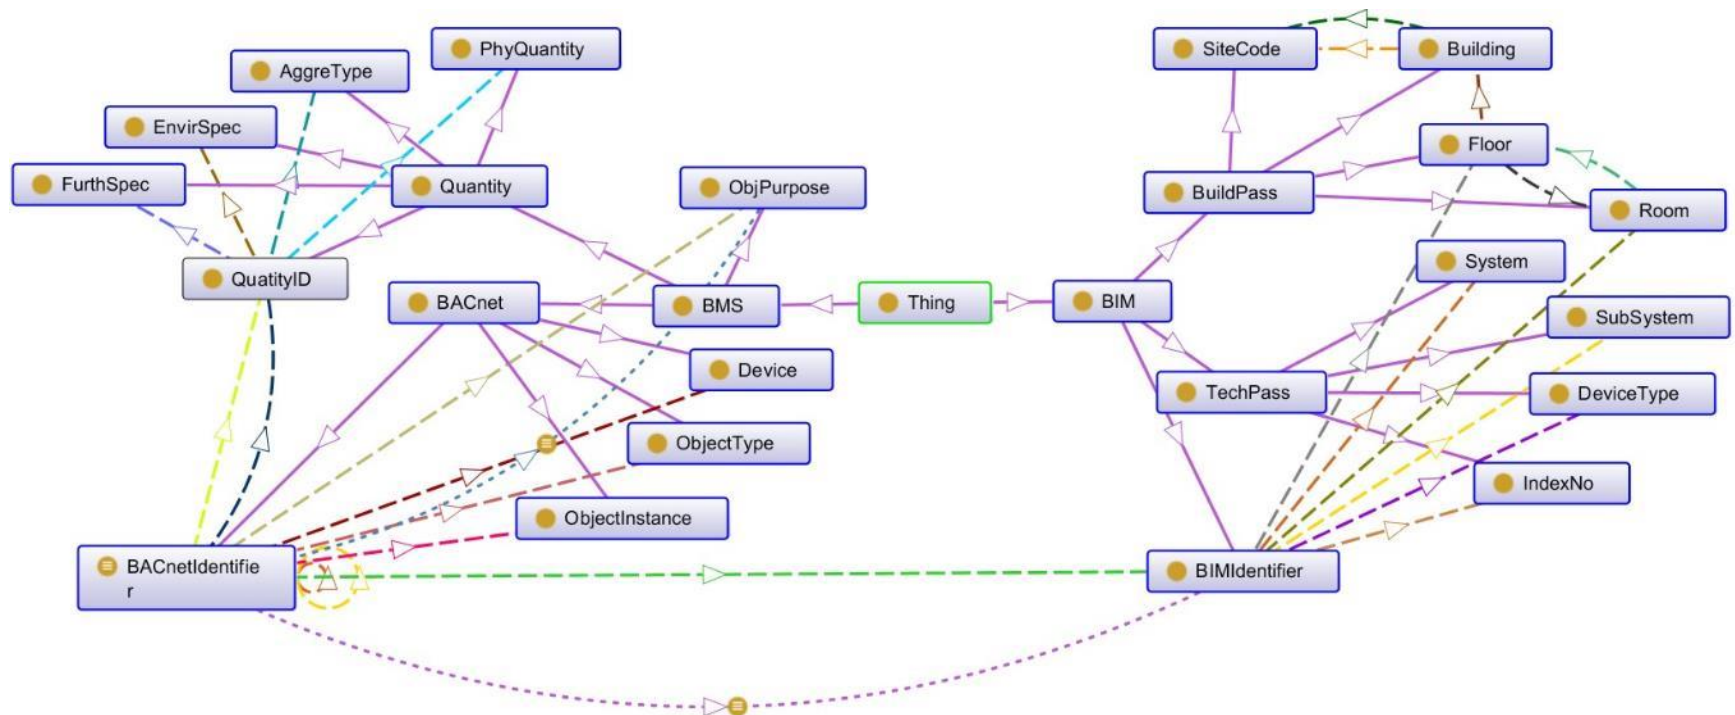 PhyQuantity
SiteCode
Building
AggreType
EnvirSpec
Floor
FurthSpec
Quantity
ObjPurpose
BuildPass
Room
System
QuatityID
BACnet
BMS
Thing
BIM
SubSystem
Device
TechPass
DeviceType
ObjectType
IndexNo
ObjectInstance
BACnetIdentifie
r
BIMIdentifier